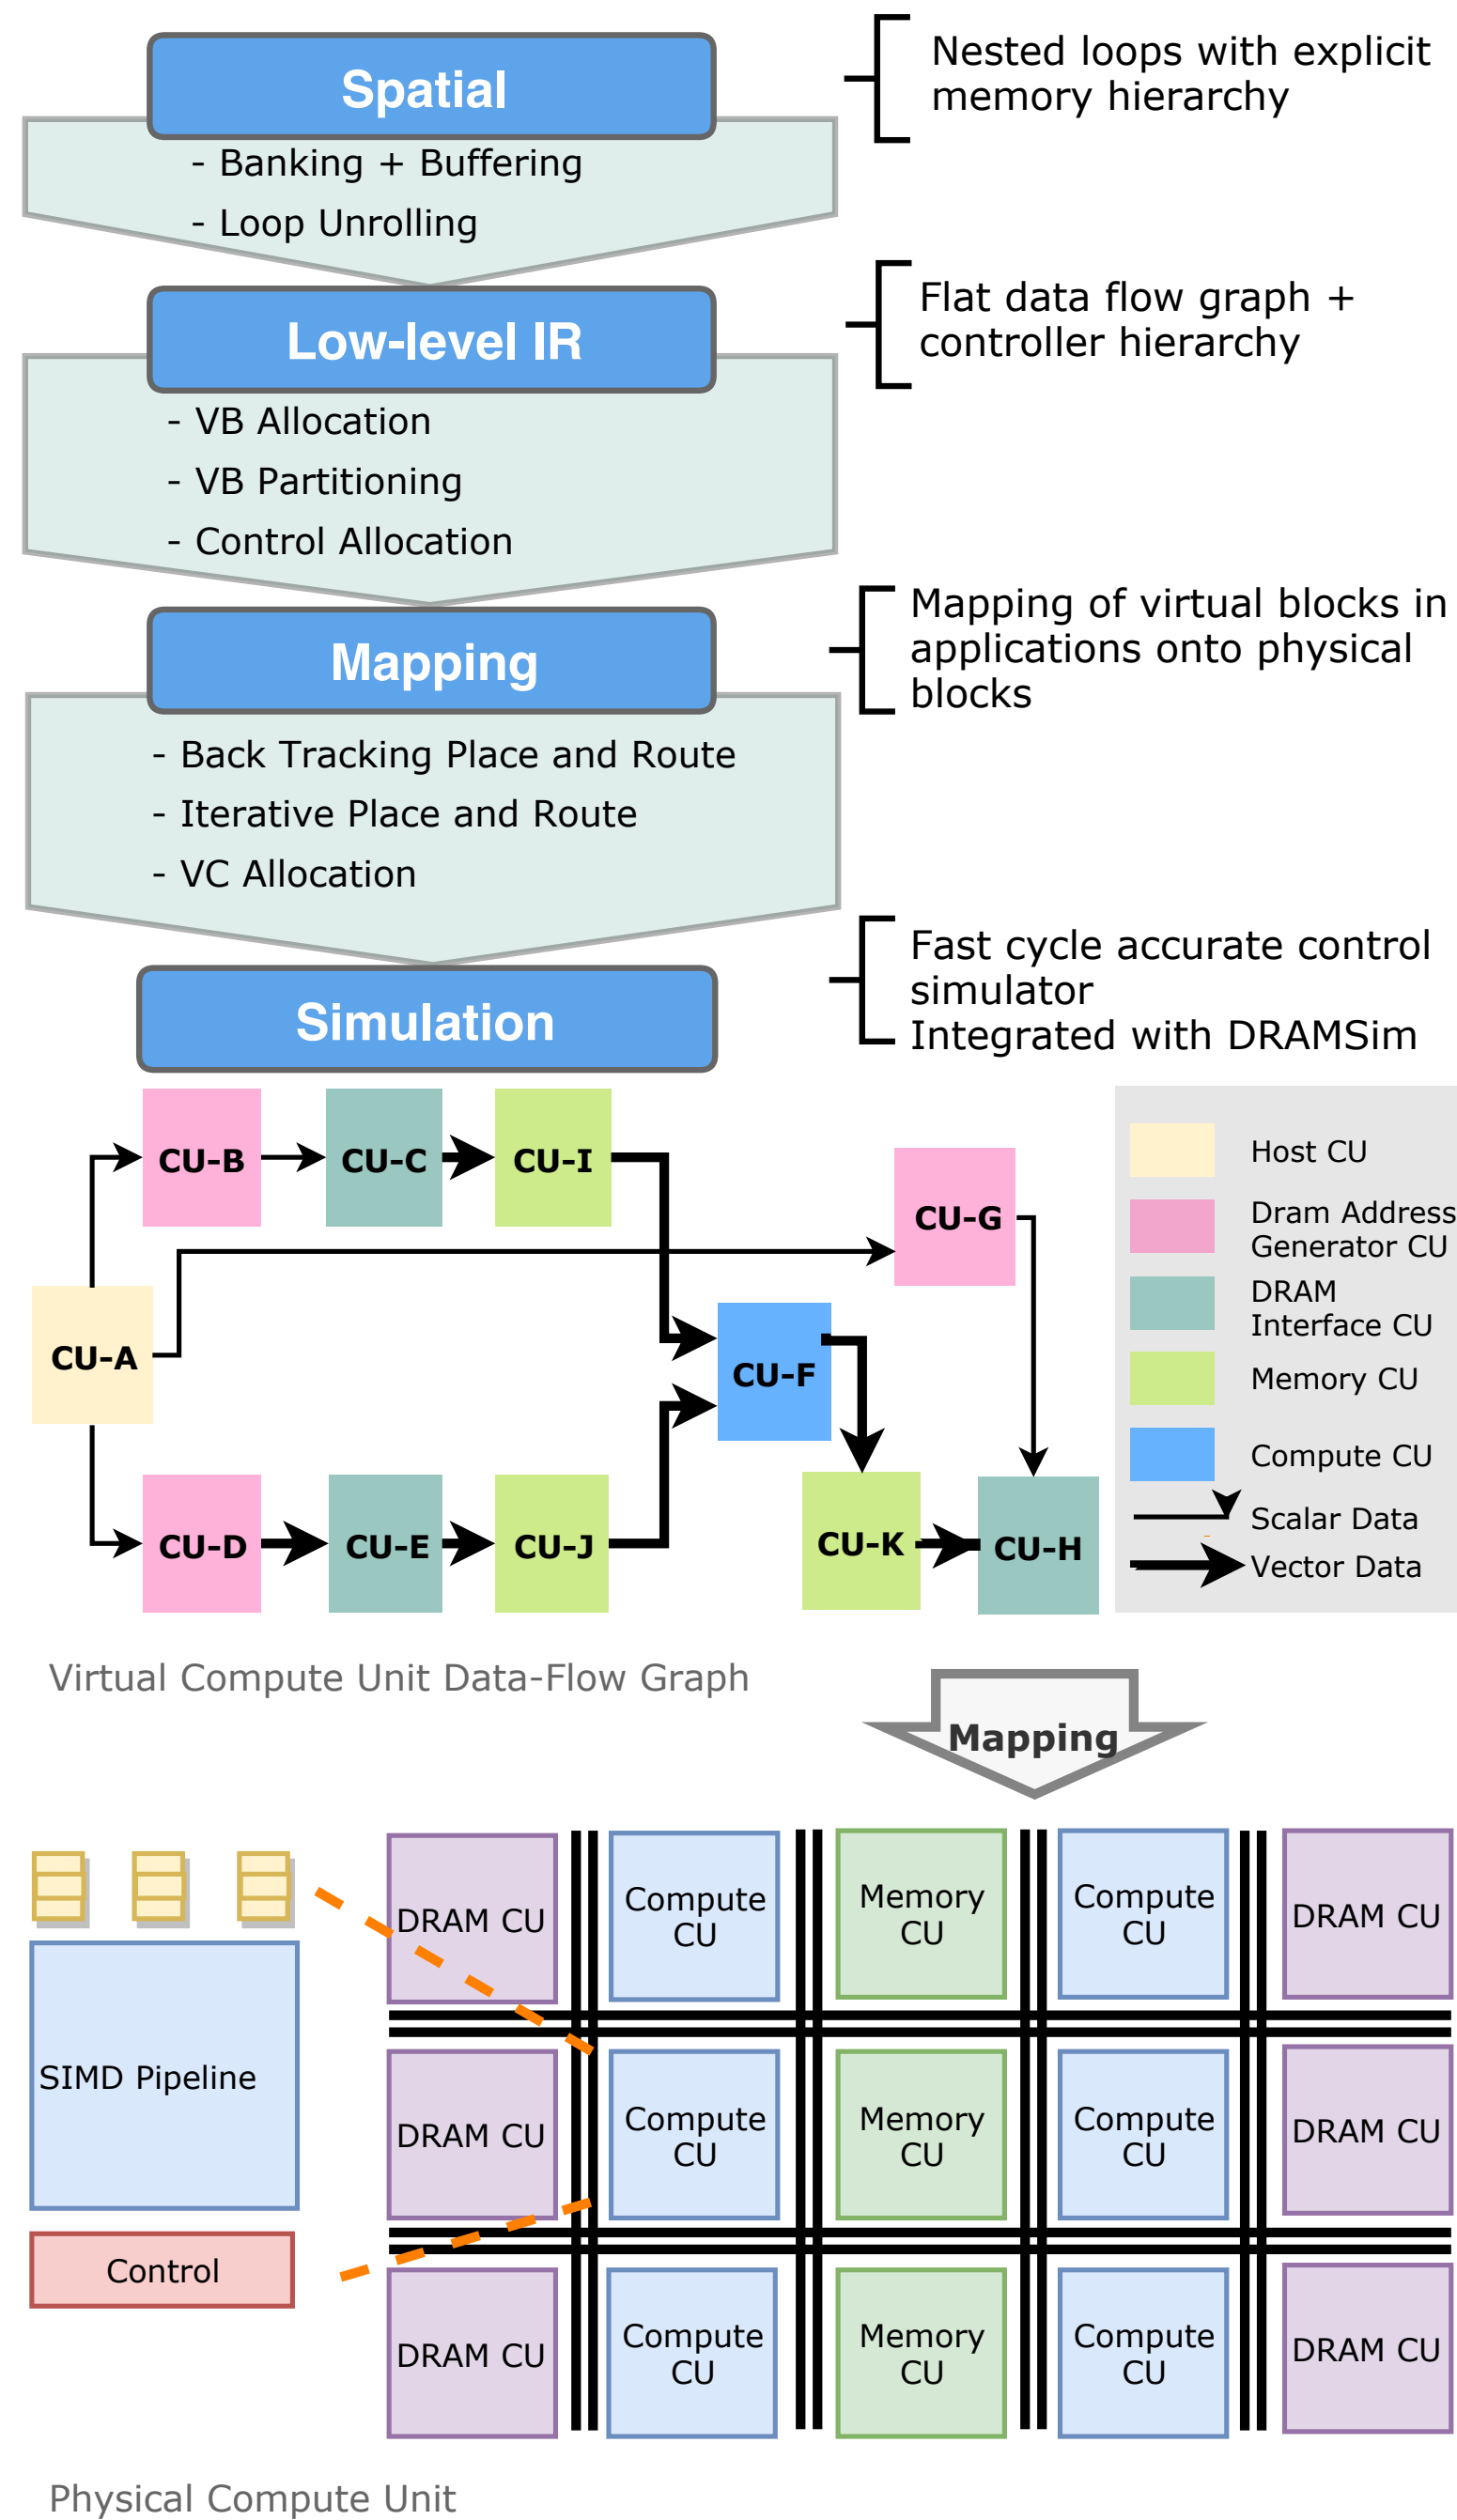 Spatial
Nested loops with explicit
memory hierarchy
- Banking + Buffering
- Loop Unrolling
Low-level IR
Flat data flow graph +
controller hierarchy
- VB Allocation
- VB Partitioning
- Control Allocation
Mapping
Mapping of virtual blocks in
applications onto physical
blocks
- Back Tracking Place and Route
- Iterative Place and Route
- VC Allocation
Simulation
Fast cycle accurate control
simulator
Integrated with DRAMSim
CU-B
CU-C
CU-I
CU-G
CU-A
CU-F
CU-D
CU-E
CU-J
CU-K
CU-H
Host CU
Dram Address
Generator CU
DRAM
Interface CU
Memory CU
Compute CU
Scalar Data
Vector Data
Virtual Compute Unit Data-Flow Graph
Mapping
SIMD Pipeline
Control
DRAM CU
Compute
CU
Memory
CU
Compute
CU
DRAM CU
DRAM CU
Compute
CU
Memory
CU
Compute
CU
DRAM CU
DRAM CU
Compute
CU
Memory
CU
Compute
CU
DRAM CU
Physical Compute Unit